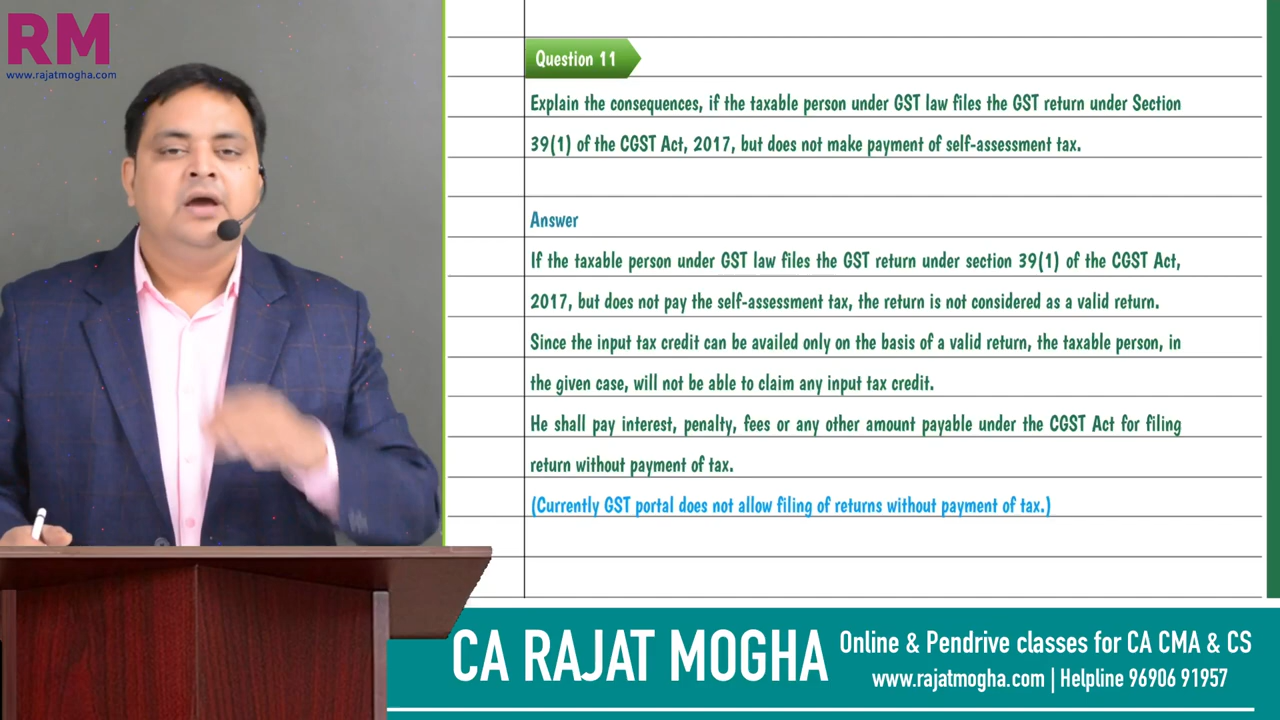 RM
www.rajatmogha.com
Question 11
Explain the consequences, if the taxable person under GST law files the GST return under Section
39(1) of the CGST Act, 2017, but does not make payment of self-assessment tax.
Answer
If the taxable person under GST law files the GST return under section 39(1) of the CGST Act,
2017, but does not pay the self-assessment tax, the return is not considered as a valid return.
Since the input tax credit can be availed only on the basis of a valid return, the taxable person, in
the given case, will not be able to claim any input tax credit.
He shall pay interest, penalty, fees or any other amount payable under the CGST Act for filing
return without payment of tax.
(Currently GST portal does not allow filing of returns without payment of tax.)
CA RAJAT MOGHA
Online & Pendrive classes for CA CMA & CS
www.rajatmogha.com | Helpline 96906 91957